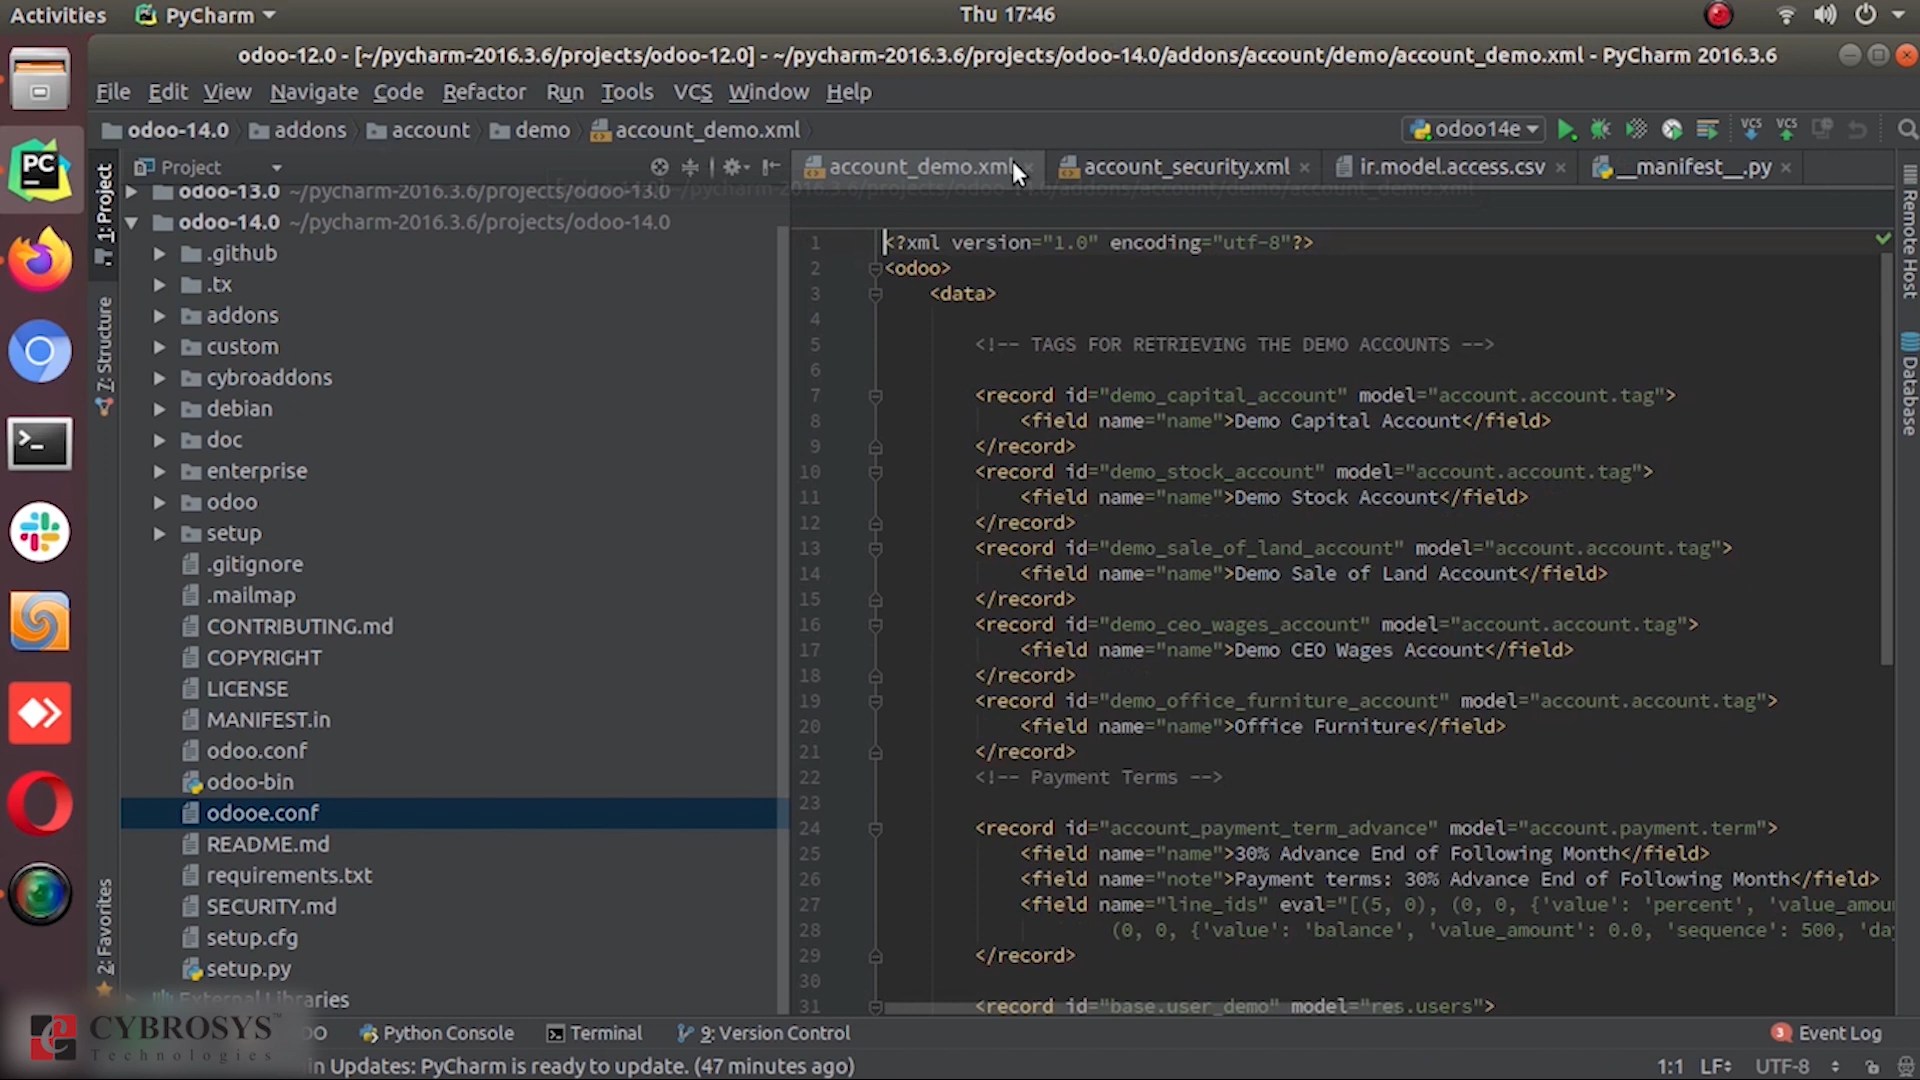 Activities PyCharm Thu 17:46
odoo-12.0 - [~/pycharm-2016.3.6/projects/odoo-12.0] - ~/pycharm-2016.3.6/projects/odoo-14.0/addons/account/demo/account_demo.xml - PyCharm 2016.3.6
File Edit View Navigate Code Refactor Run Tools VCS Window Help
odoo-14.0 addons account demo account_demo.xml odoo14e VCS VCS
Project account_demo.xml account_security.xml ir.model.access.csv __manifest__.py
1: Project
7: Structure
2: Favorites
Remote Host
Database
odoo-13.0 ~/pycharm-2016.3.6/projects/odoo-13.0
odoo-14.0 ~/pycharm-2016.3.6/projects/odoo-14.0
.github
.tx
addons
custom
cybroaddons
debian
doc
enterprise
odoo
setup
.gitignore
.mailmap
CONTRIBUTING.md
COPYRIGHT
LICENSE
MANIFEST.in
odoo.conf
odoo-bin
odooe.conf
README.md
requirements.txt
SECURITY.md
setup.cfg
setup.py
External Libraries
1 <?xml version="1.0" encoding="utf-8"?>
2 <odoo>
3 <data>
4
5 <!-- TAGS FOR RETRIEVING THE DEMO ACCOUNTS -->
6
7 <record id="demo_capital_account" model="account.account.tag">
8 <field name="name">Demo Capital Account</field>
9 </record>
10 <record id="demo_stock_account" model="account.account.tag">
11 <field name="name">Demo Stock Account</field>
12 </record>
13 <record id="demo_sale_of_land_account" model="account.account.tag">
14 <field name="name">Demo Sale of Land Account</field>
15 </record>
16 <record id="demo_ceo_wages_account" model="account.account.tag">
17 <field name="name">Demo CEO Wages Account</field>
18 </record>
19 <record id="demo_office_furniture_account" model="account.account.tag">
20 <field name="name">Office Furniture</field>
21 </record>
22 <!-- Payment Terms -->
23
24 <record id="account_payment_term_advance" model="account.payment.term">
25 <field name="name">30% Advance End of Following Month</field>
26 <field name="note">Payment terms: 30% Advance End of Following Month</field>
27 <field name="line_ids" eval="[(5, 0), (0, 0, {'value': 'percent', 'value_amou
28 (0, 0, {'value': 'balance', 'value_amount': 0.0, 'sequence': 500, 'da
29 </record>
30
31 <record id="base.user_demo" model="res.users">
CYBROSYS
Technologies
Python Console Terminal 9: Version Control 3 Event Log
in Updates: PyCharm is ready to update. (47 minutes ago) 1:1 LF UTF-8